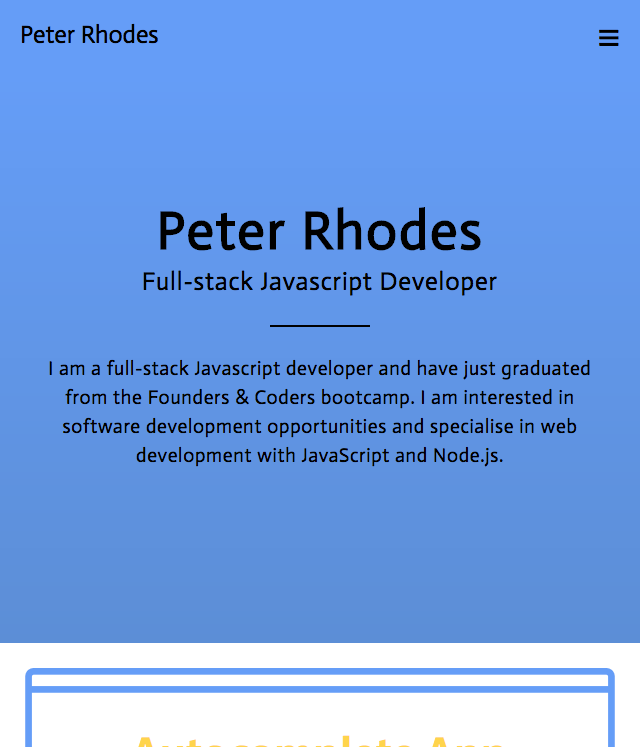 Peter Rhodes
Peter Rhodes
Full-stack Javascript Developer
I am a full-stack Javascript developer and have just graduated
from the Founders & Coders bootcamp. I am interested in
software development opportunities and specialise in web
development with JavaScript and Node.js.
Autocomplete App